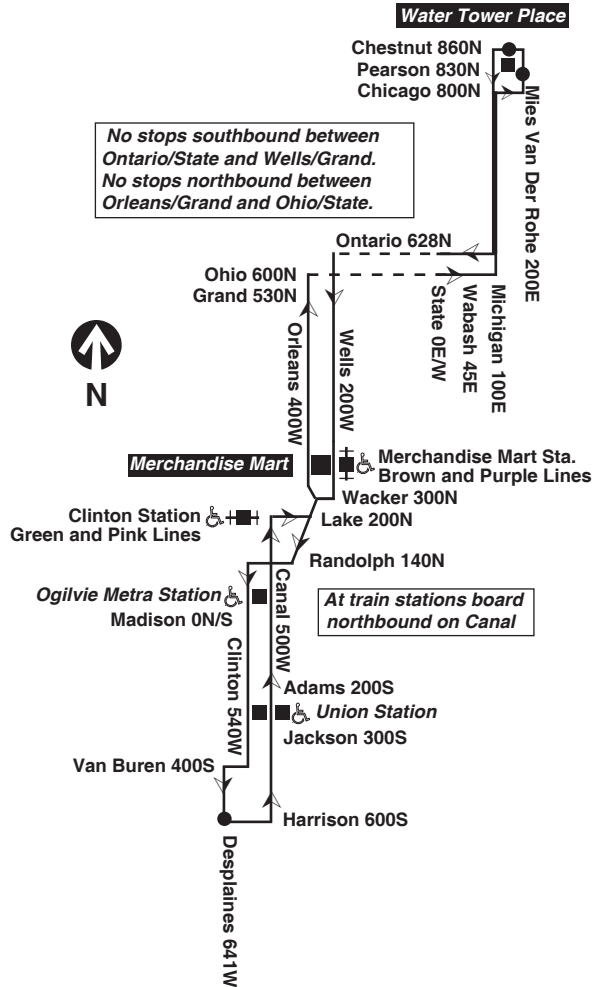 Water Tower Place
Chestnut 860N
Pearson 830N
Chicago 800N
Mies Van Der Rohe 200E
No stops southbound between
Ontario/State and Wells/Grand.
No stops northbound between
Orleans/Grand and Ohio/State.
Ontario 628N
Ohio 600N
Grand 530N
State 0E/W
Wabash 45E
Michigan 100E
Orleans 400W
Wells 200W
N
Merchandise Mart
Merchandise Mart Sta.
Brown and Purple Lines
Wacker 300N
Clinton Station
Green and Pink Lines
Lake 200N
Randolph 140N
Ogilvie Metra Station
Madison 0N/S
Canal 500W
At train stations board
northbound on Canal
Clinton 540W
Adams 200S
Union Station
Jackson 300S
Van Buren 400S
Harrison 600S
Desplaines 641W